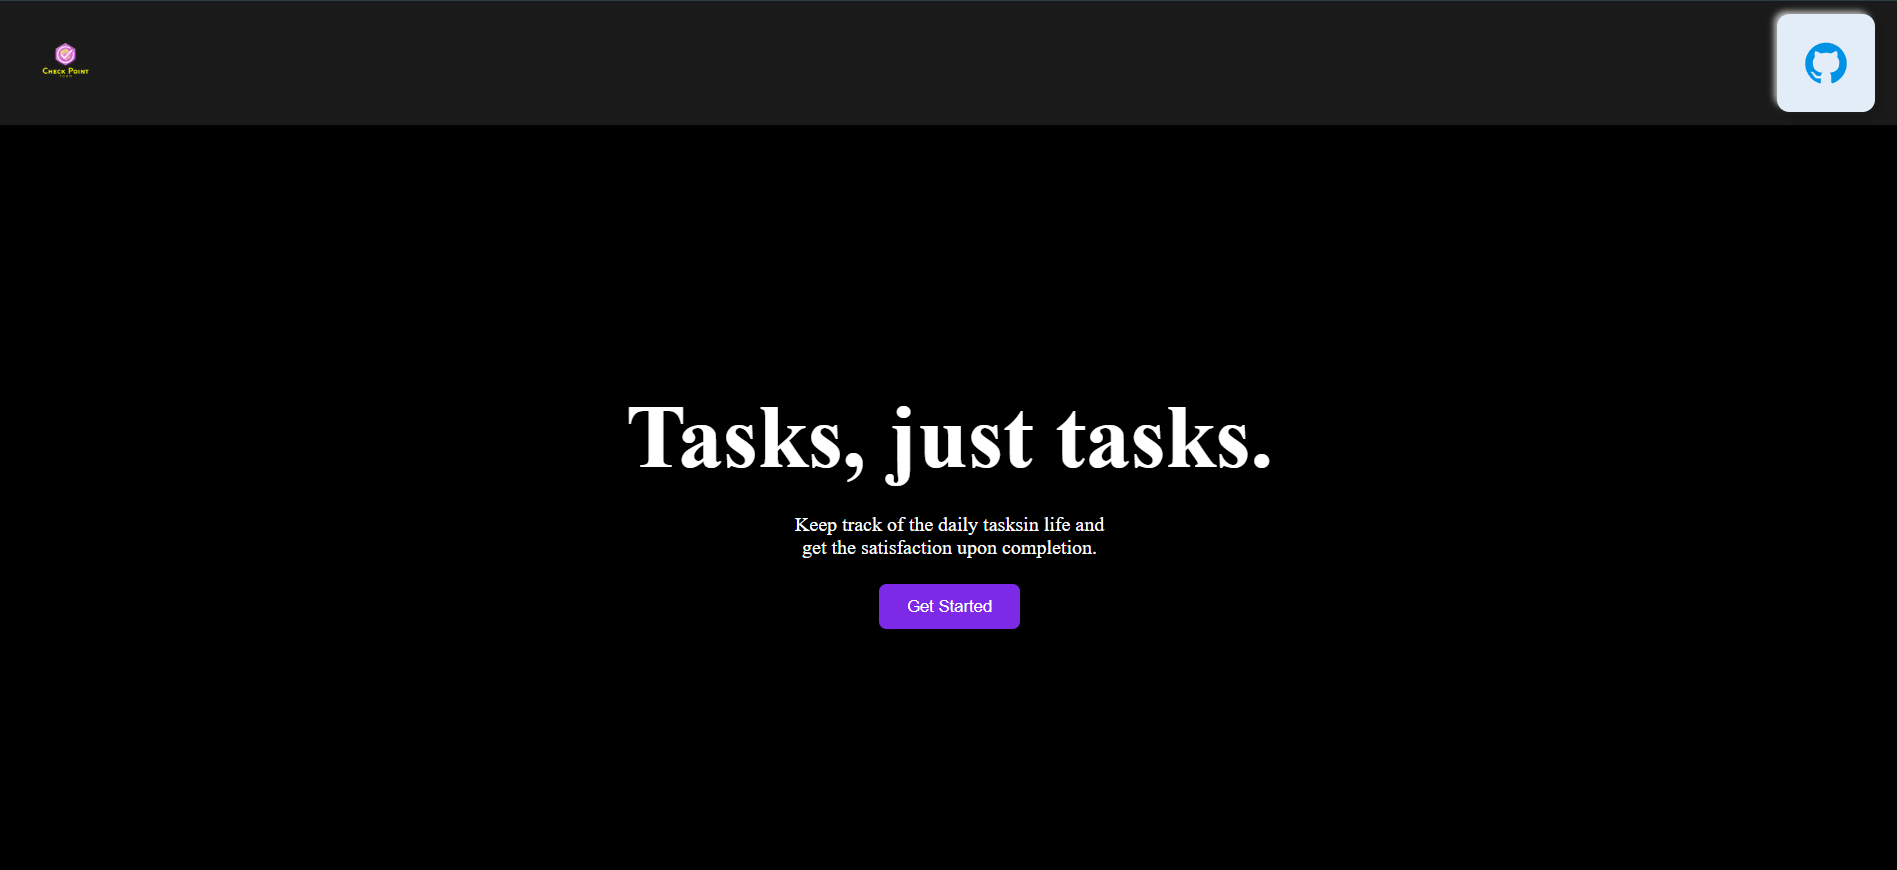 Check Point
Tasks, just tasks.
Keep track of the daily tasksin life and
get the satisfaction upon completion.
Get Started